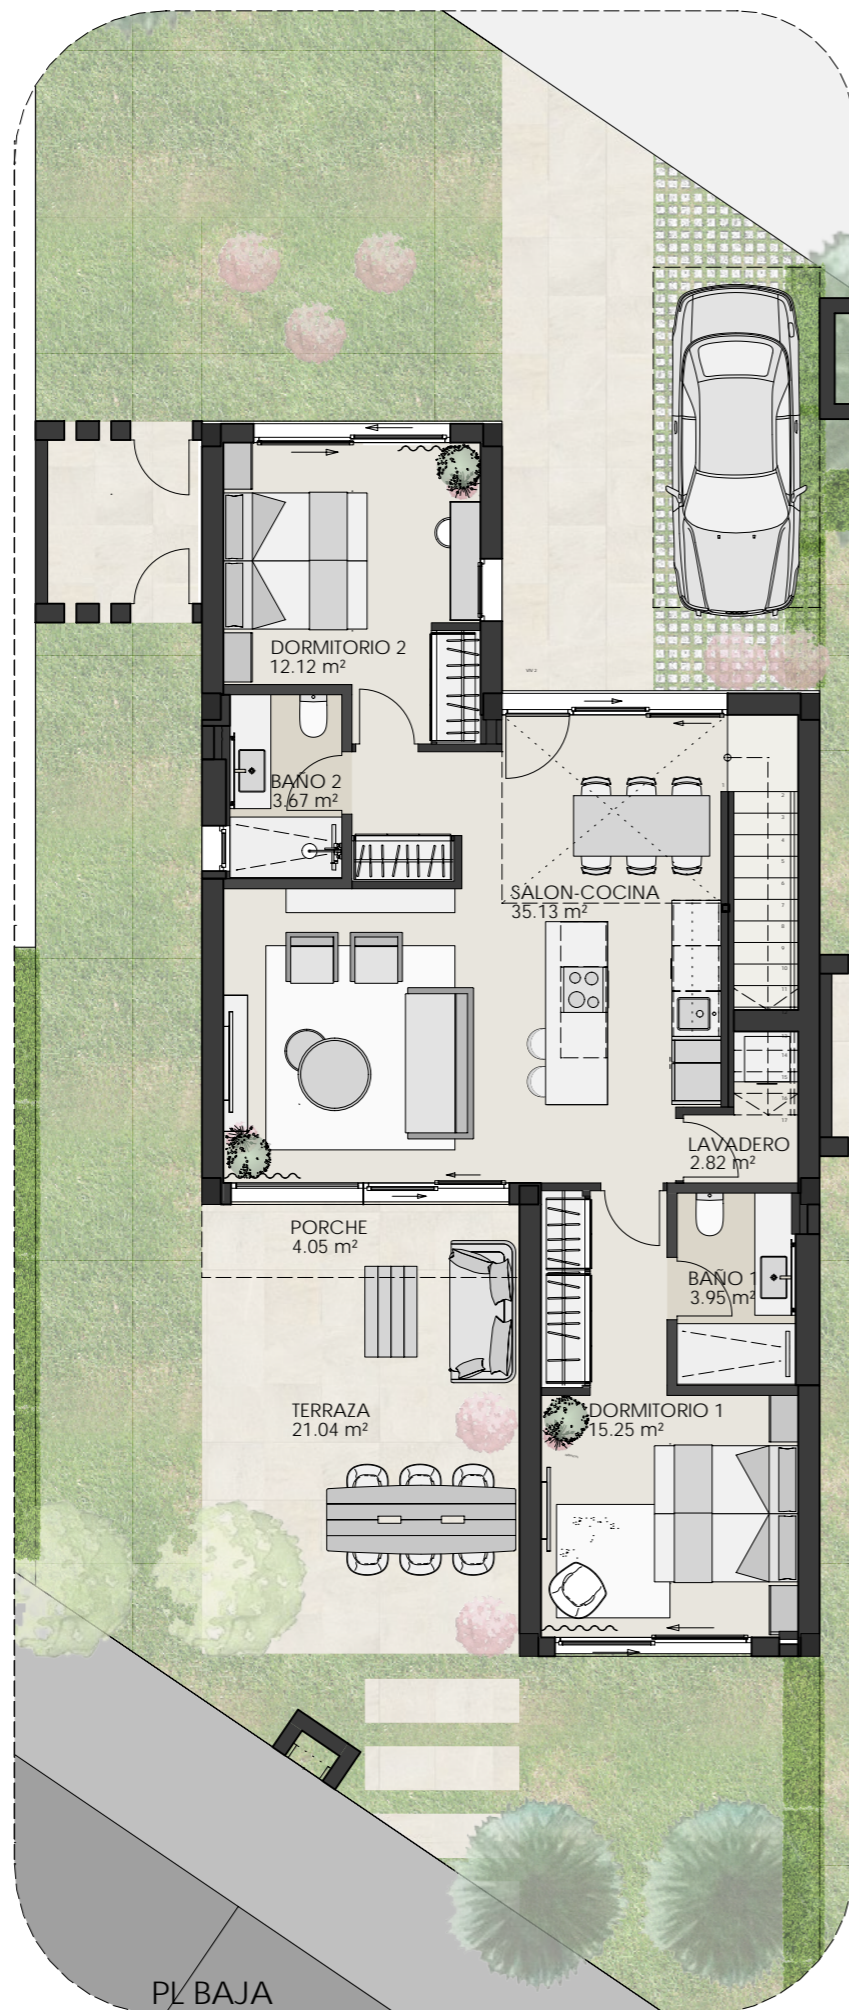 DORMITORIO 2
12.12 m²
BAÑO 2
3.67 m²
SALON-COCINA
35.13 m²
LAVADERO
2.82 m²
PORCHE
4.05 m²
BAÑO 1
3.95 m²
TERRAZA
21.04 m²
DORMITORIO 1
15.25 m²
PL BAJA